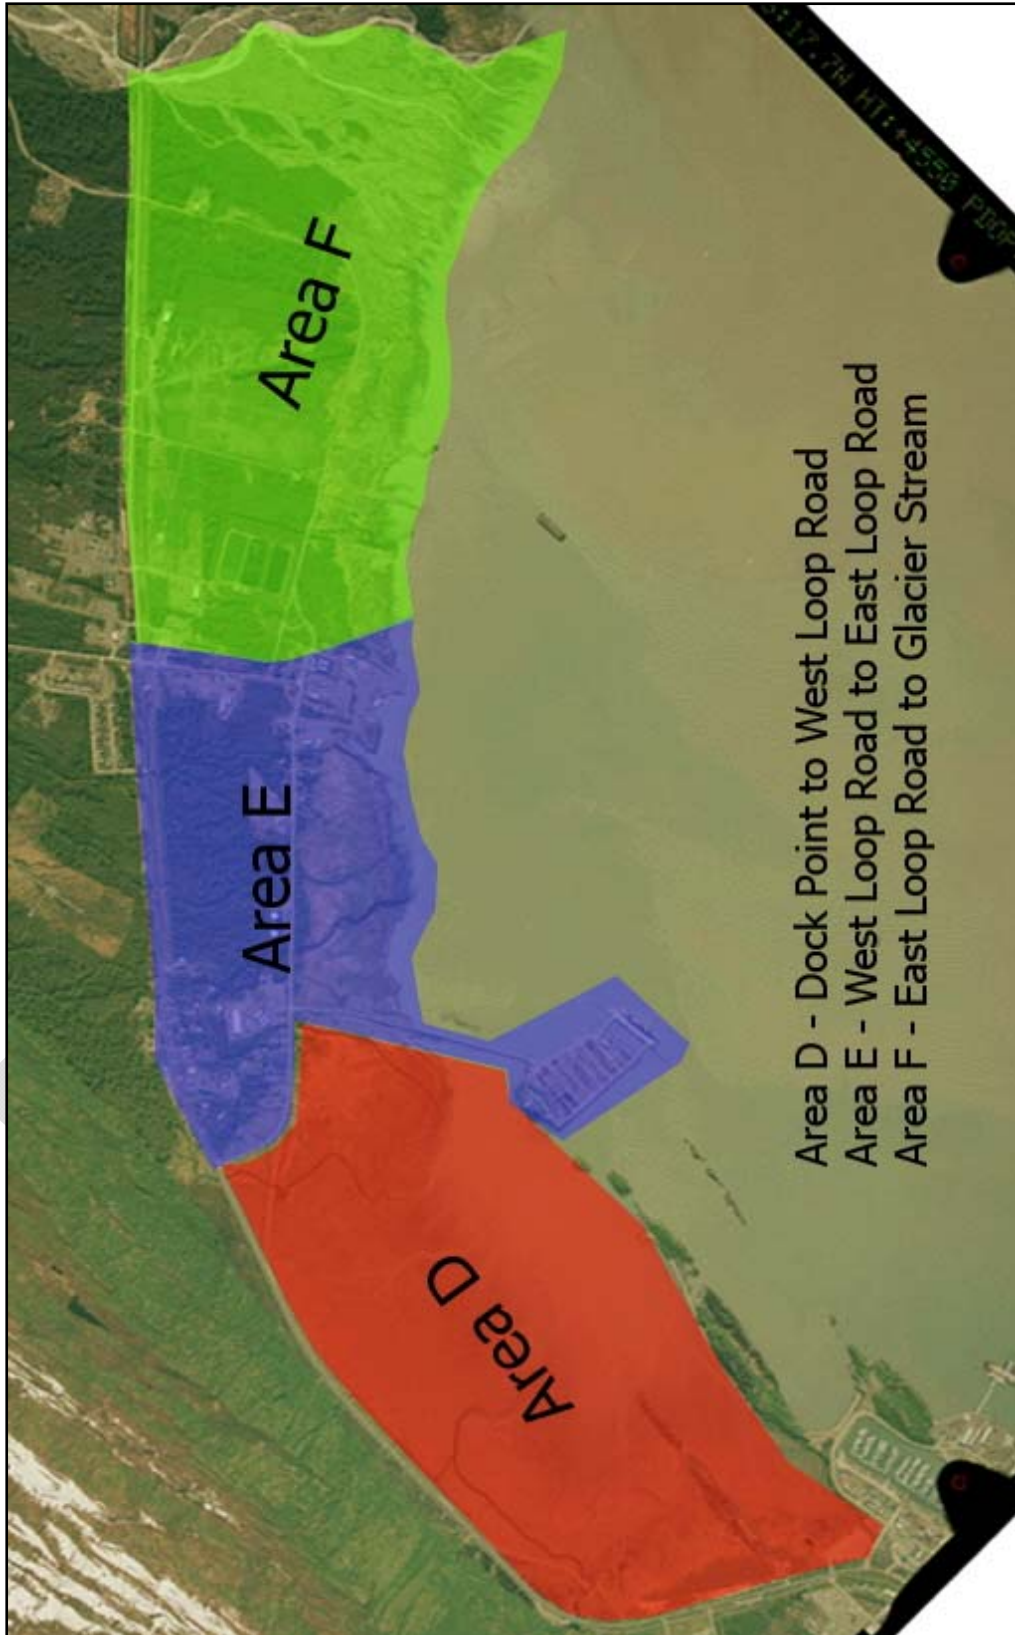 Area D
Area E
Area F
Area D - Dock Point to West Loop Road
Area E - West Loop Road to East Loop Road
Area F - East Loop Road to Glacier Stream